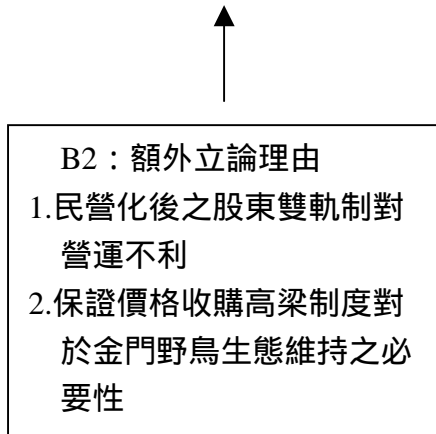 B2：額外立論理由
1.民營化後之股東雙軌制對
營運不利
2.保證價格收購高梁制度對
於金門野鳥生態維持之必
要性